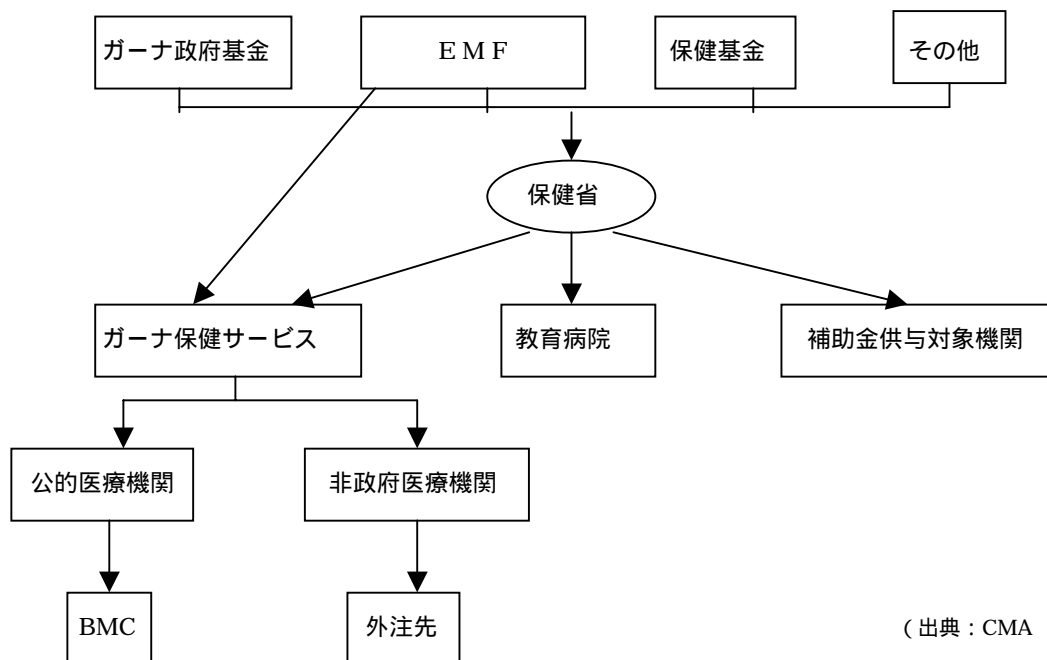 ガーナ政府基金
EMF
保健基金
その他
保健省
ガーナ保健サービス
教育病院
補助金供与対象機関
公的医療機関
非政府医療機関
BMC
外注先
（出典：CMA